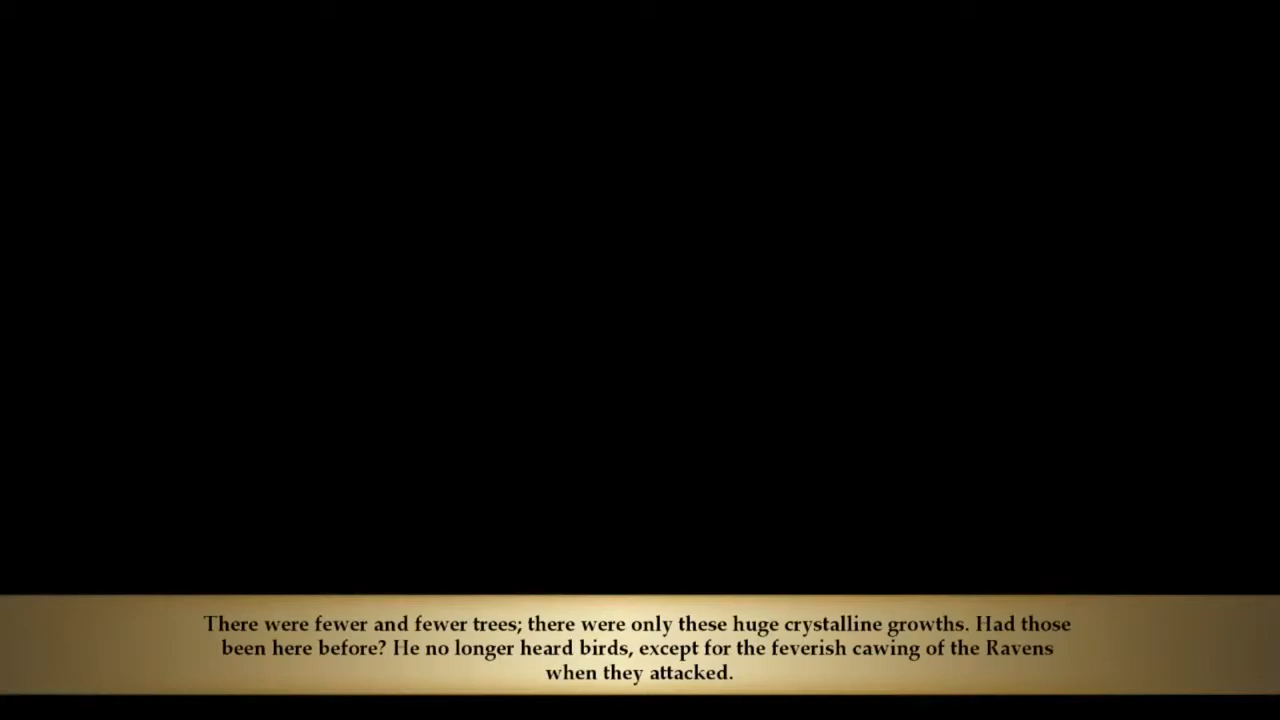 There were fewer and fewer trees; there were only these huge crystalline growths. Had those
been here before? He no longer heard birds, except for the feverish cawing of the Ravens
when they attacked.